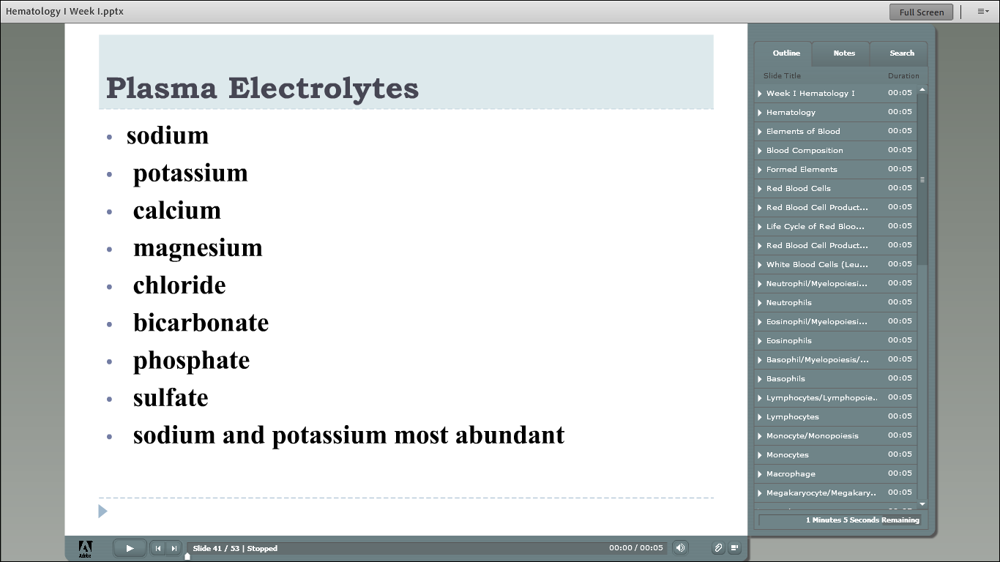 Hematology I Week I.pptx
Full Screen
Plasma Electrolytes
• sodium
• potassium
• calcium
• magnesium
• chloride
• bicarbonate
• phosphate
• sulfate
• sodium and potassium most abundant
Outline Notes Search
Slide Title Duration
Week I Hematology I 00:05
Hematology 00:05
Elements of Blood 00:05
Blood Composition 00:05
Formed Elements 00:05
Red Blood Cells 00:05
Red Blood Cell Product... 00:05
Life Cycle of Red Bloo... 00:05
Red Blood Cell Product... 00:05
White Blood Cells (Leu... 00:05
Neutrophil/Myelopoiesi... 00:05
Neutrophils 00:05
Eosinophil/Myelopoiesi... 00:05
Eosinophils 00:05
Basophil/Myelopoiesis/... 00:05
Basophils 00:05
Lymphocytes/Lymphopoie.. 00:05
Lymphocytes 00:05
Monocyte/Monopoiesis 00:05
Monocytes 00:05
Macrophage 00:05
Megakaryocyte/Megakary.. 00:05
1 Minutes 5 Seconds Remaining
Adobe
Slide 41 / 53 | Stopped
00:00 / 00:05